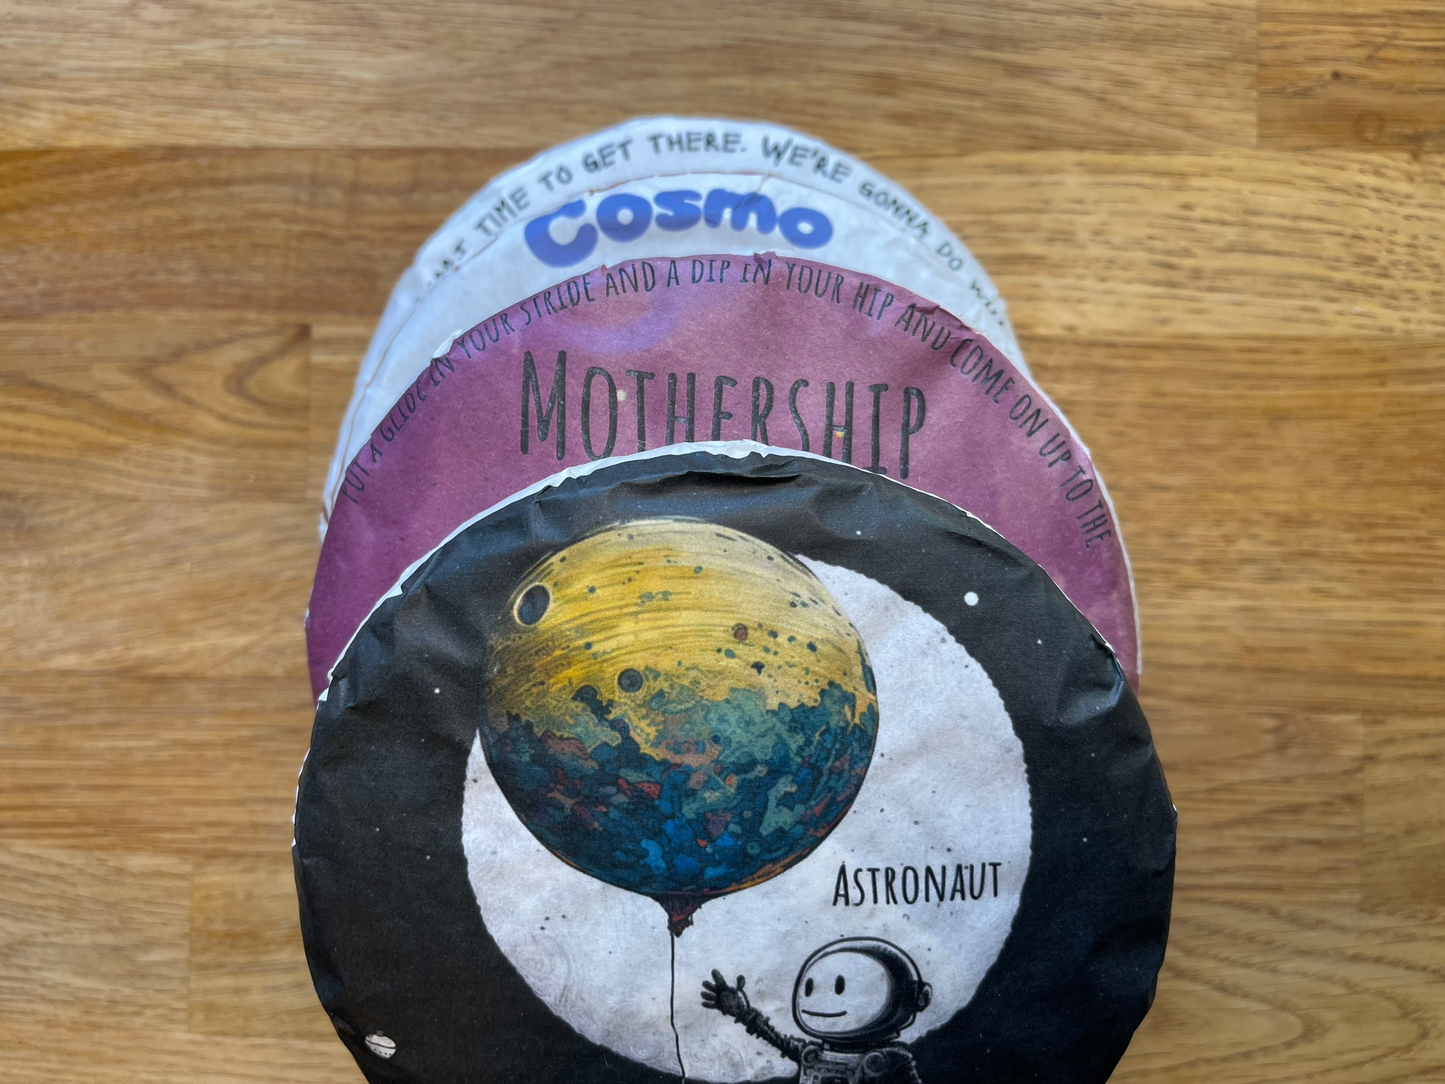 TIME TO GET THERE. WE'RE GONNA DO
Cosmo
PUT A GLIDE IN YOUR STRIDE AND A DIP IN YOUR HIP AND COME ON UP TO THE
MOTHERSHIP
ASTRONAUT